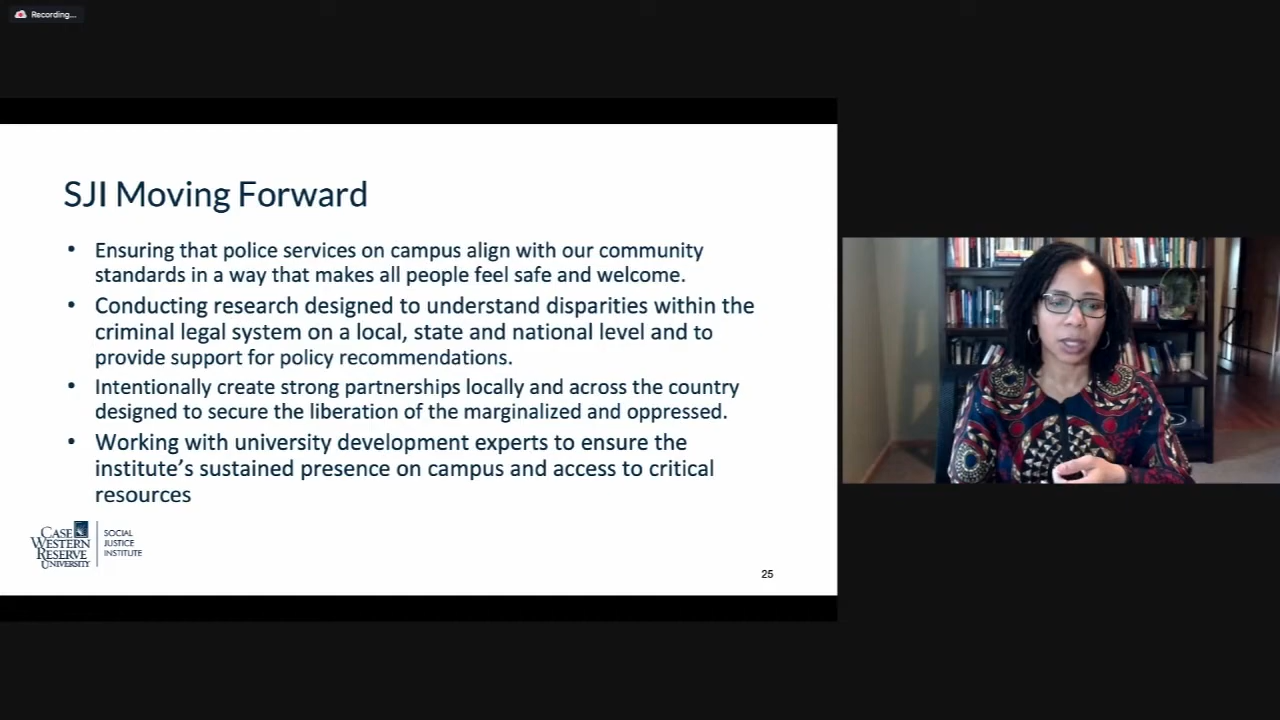 Recording...
SJI Moving Forward
• Ensuring that police services on campus align with our community
standards in a way that makes all people feel safe and welcome.
• Conducting research designed to understand disparities within the
criminal legal system on a local, state and national level and to
provide support for policy recommendations.
• Intentionally create strong partnerships locally and across the country
designed to secure the liberation of the marginalized and oppressed.
• Working with university development experts to ensure the
institute's sustained presence on campus and access to critical
resources
CASE
WESTERN
RESERVE
UNIVERSITY
SOCIAL
JUSTICE
INSTITUTE
25